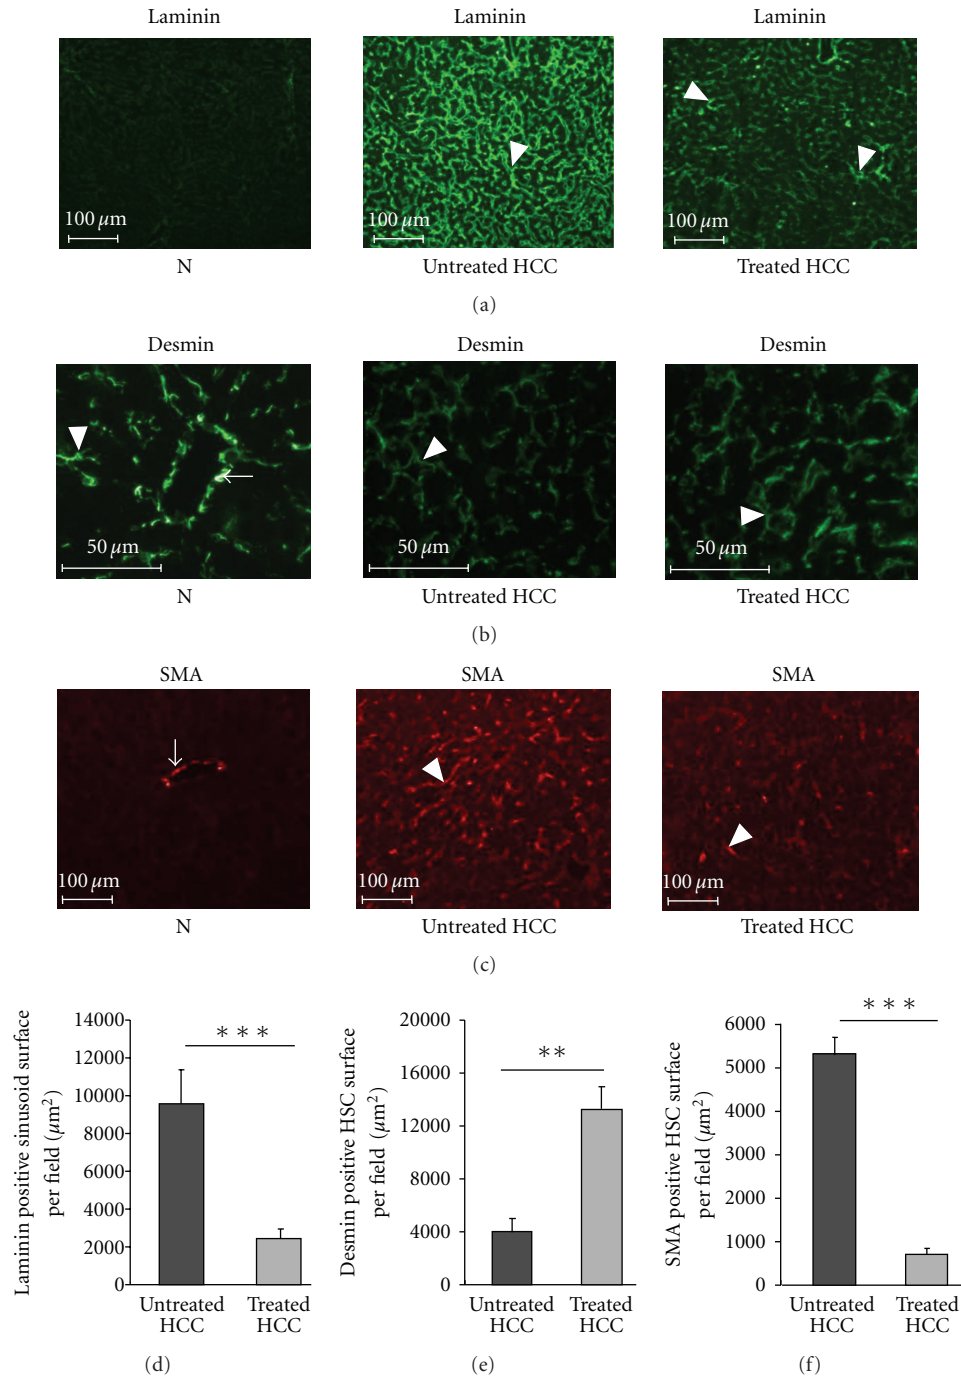 Laminin Laminin Laminin
100 μm 100 μm 100 μm
N Untreated HCC Treated HCC
(a)
Desmin Desmin Desmin
50 μm 50 μm 50 μm
N Untreated HCC Treated HCC
(b)
SMA SMA SMA
100 μm 100 μm 100 μm
N Untreated HCC Treated HCC
(c)
Laminin positive sinusoid surface
per field (μm²)
14000
12000
10000
8000
6000
4000
2000
0
***
Untreated HCC
Treated HCC
(d)
Desmin positive HSC surface
per field (μm²)
20000
16000
12000
8000
4000
0
**
Untreated HCC
Treated HCC
(e)
SMA positive HSC surface
per field (μm²)
6000
5000
4000
3000
2000
1000
0
***
Untreated HCC
Treated HCC
(f)